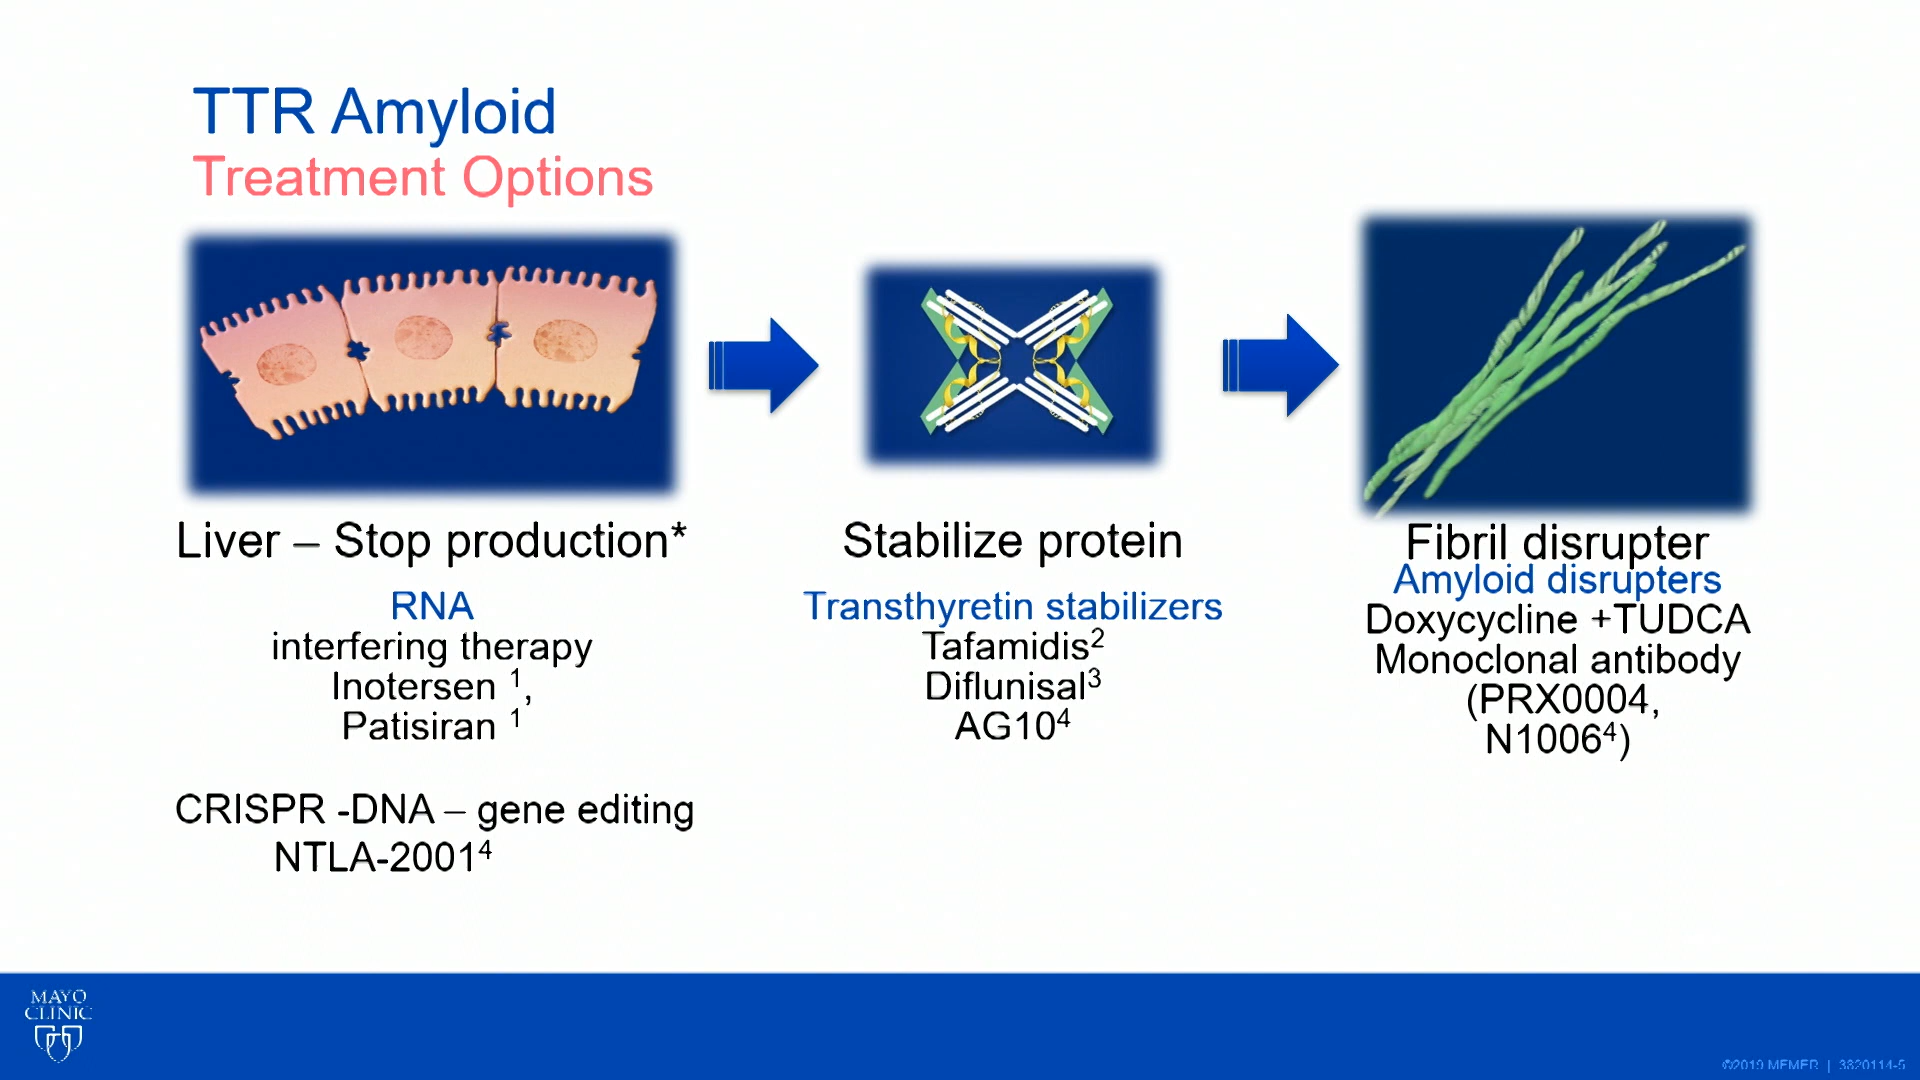 TTR Amyloid
Treatment Options
Liver – Stop production*
RNA
interfering therapy
Inotersen ¹,
Patisiran ¹
CRISPR -DNA – gene editing
NTLA-2001⁴
Stabilize protein
Transthyretin stabilizers
Tafamidis²
Diflunisal³
AG10⁴
Fibril disrupter
Amyloid disrupters
Doxycycline +TUDCA
Monoclonal antibody
(PRX0004,
N1006⁴)
MAYO
CLINIC
©2019 MFMER | 3820114-5